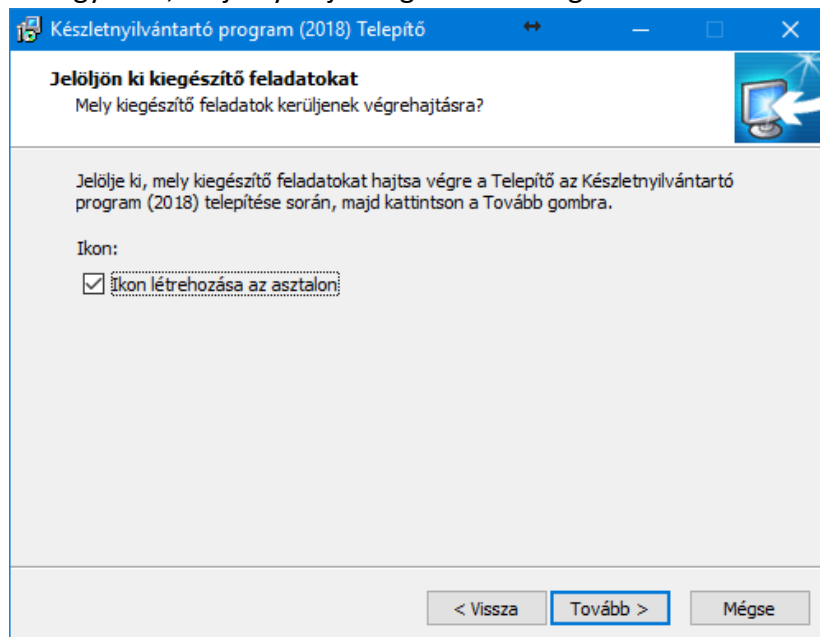 Készletnyilvántartó program (2018) Telepítő
Jelöljön ki kiegészítő feladatokat
Mely kiegészítő feladatok kerüljenek végrehajtásra?
Jelölje ki, mely kiegészítő feladatokat hajtsa végre a Telepítő az Készletnyilvántartó
program (2018) telepítése során, majd kattintson a Tovább gombra.
Ikon:
Ikon létrehozása az asztalon
< Vissza Tovább > Mégse